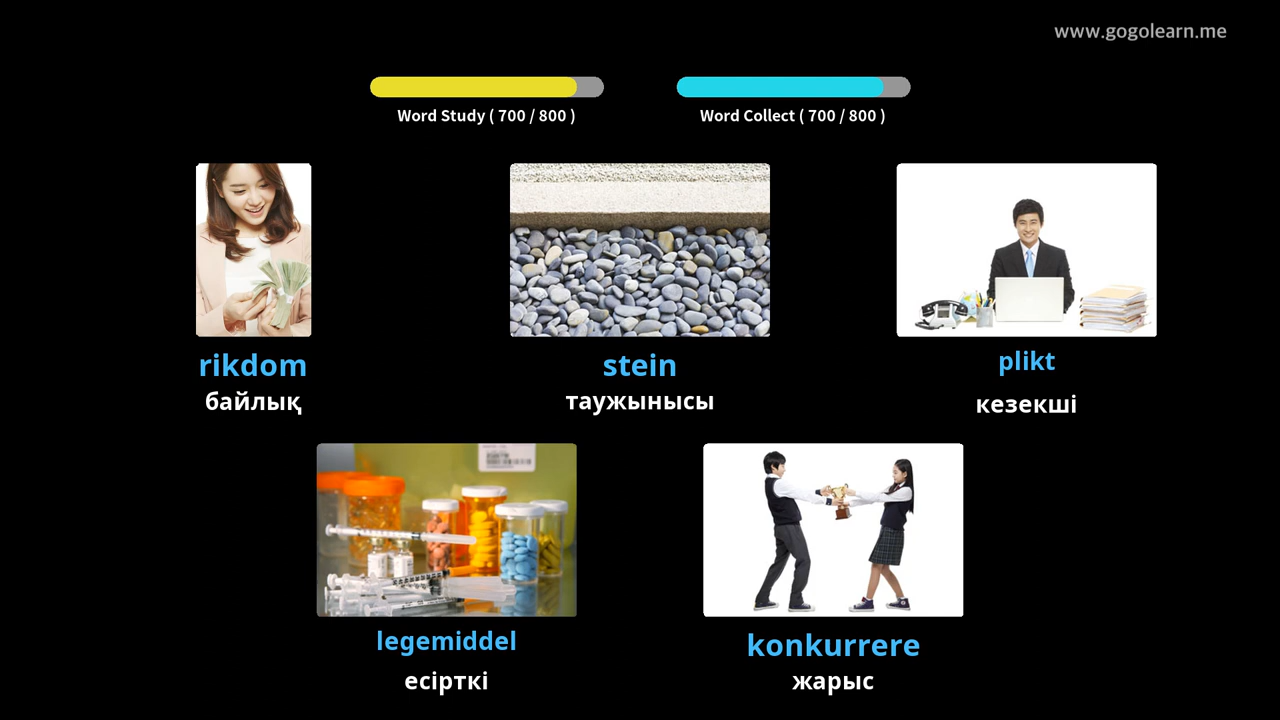 www.gogolearn.me
Word Study ( 700 / 800 )
Word Collect ( 700 / 800 )
rikdom
байлық
stein
таужынысы
plikt
кезекші
legemiddel
есірткі
konkurrere
жарыс